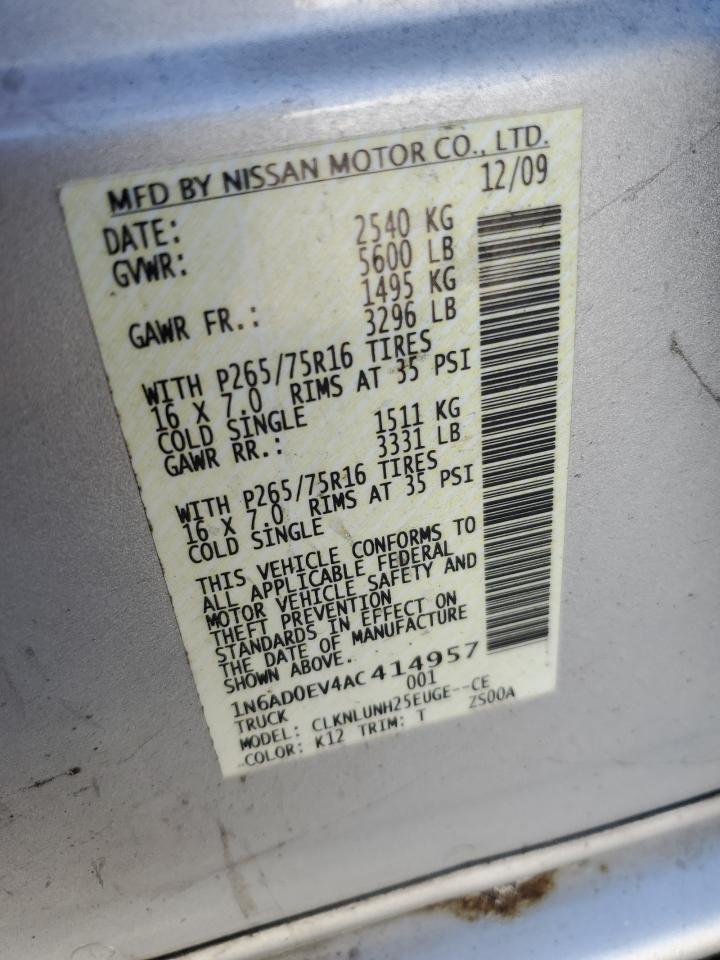 MFD BY NISSAN MOTOR CO., LTD.
DATE: 12/09
GVWR: 2540 KG
5600 LB
GAWR FR.: 1495 KG
3296 LB
WITH P265/75R16 TIRES
16 X 7.0 RIMS AT 35 PSI
COLD SINGLE
GAWR RR.: 1511 KG
3331 LB
WITH P265/75R16 TIRES
16 X 7.0 RIMS AT 35 PSI
COLD SINGLE
THIS VEHICLE CONFORMS TO
ALL APPLICABLE FEDERAL
MOTOR VEHICLE SAFETY AND
THEFT PREVENTION
STANDARDS IN EFFECT ON
THE DATE OF MANUFACTURE
SHOWN ABOVE.
1N6AD0EV4AC414957
TRUCK 001
MODEL: CLKNLUNH25EUGE--CE
COLOR: K12 TRIM: T ZS00A